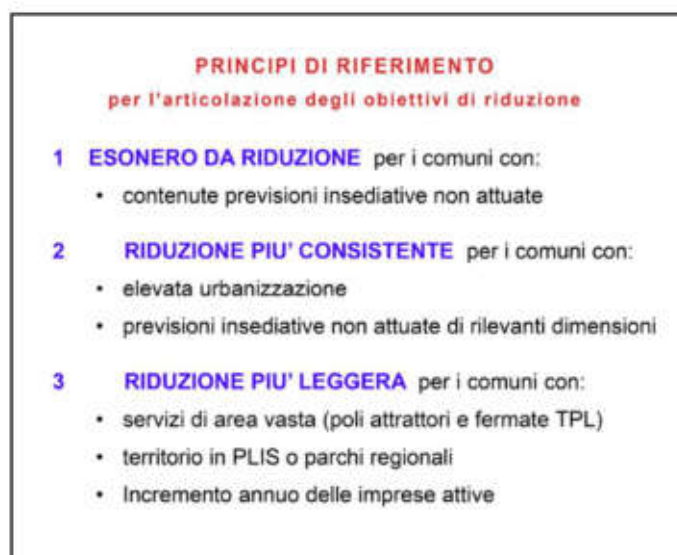 PRINCIPI DI RIFERIMENTO
per l'articolazione degli obiettivi di riduzione
1 ESONERO DA RIDUZIONE per i comuni con:
• contenute previsioni insediative non attuate
2 RIDUZIONE PIU' CONSISTENTE per i comuni con:
• elevata urbanizzazione
• previsioni insediative non attuate di rilevanti dimensioni
3 RIDUZIONE PIU' LEGGERA per i comuni con:
• servizi di area vasta (poli attrattori e fermate TPL)
• territorio in PLIS o parchi regionali
• Incremento annuo delle imprese attive